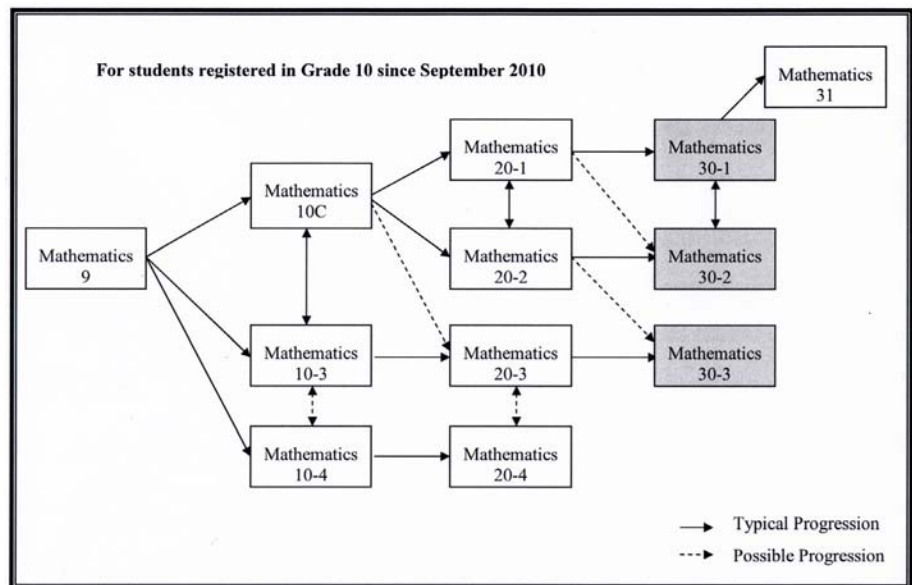 For students registered in Grade 10 since September 2010
Mathematics
31
Mathematics
20-1
Mathematics
30-1
Mathematics
10C
Mathematics
9
Mathematics
20-2
Mathematics
30-2
Mathematics
10-3
Mathematics
20-3
Mathematics
30-3
Mathematics
10-4
Mathematics
20-4
Typical Progression
Possible Progression